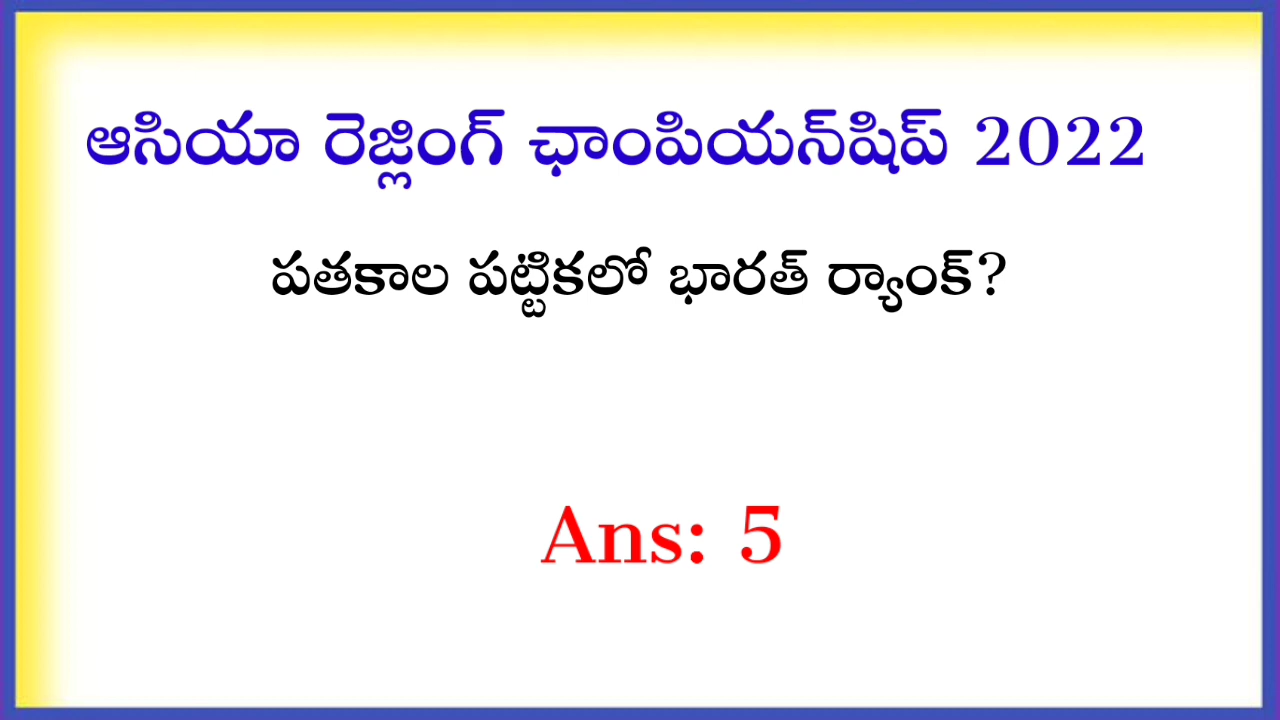 ఆసియా రెజ్లింగ్ ఛాంపియన్‌షిప్ 2022
పతకాల పట్టికలో భారత్ ర్యాంక్?
Ans: 5